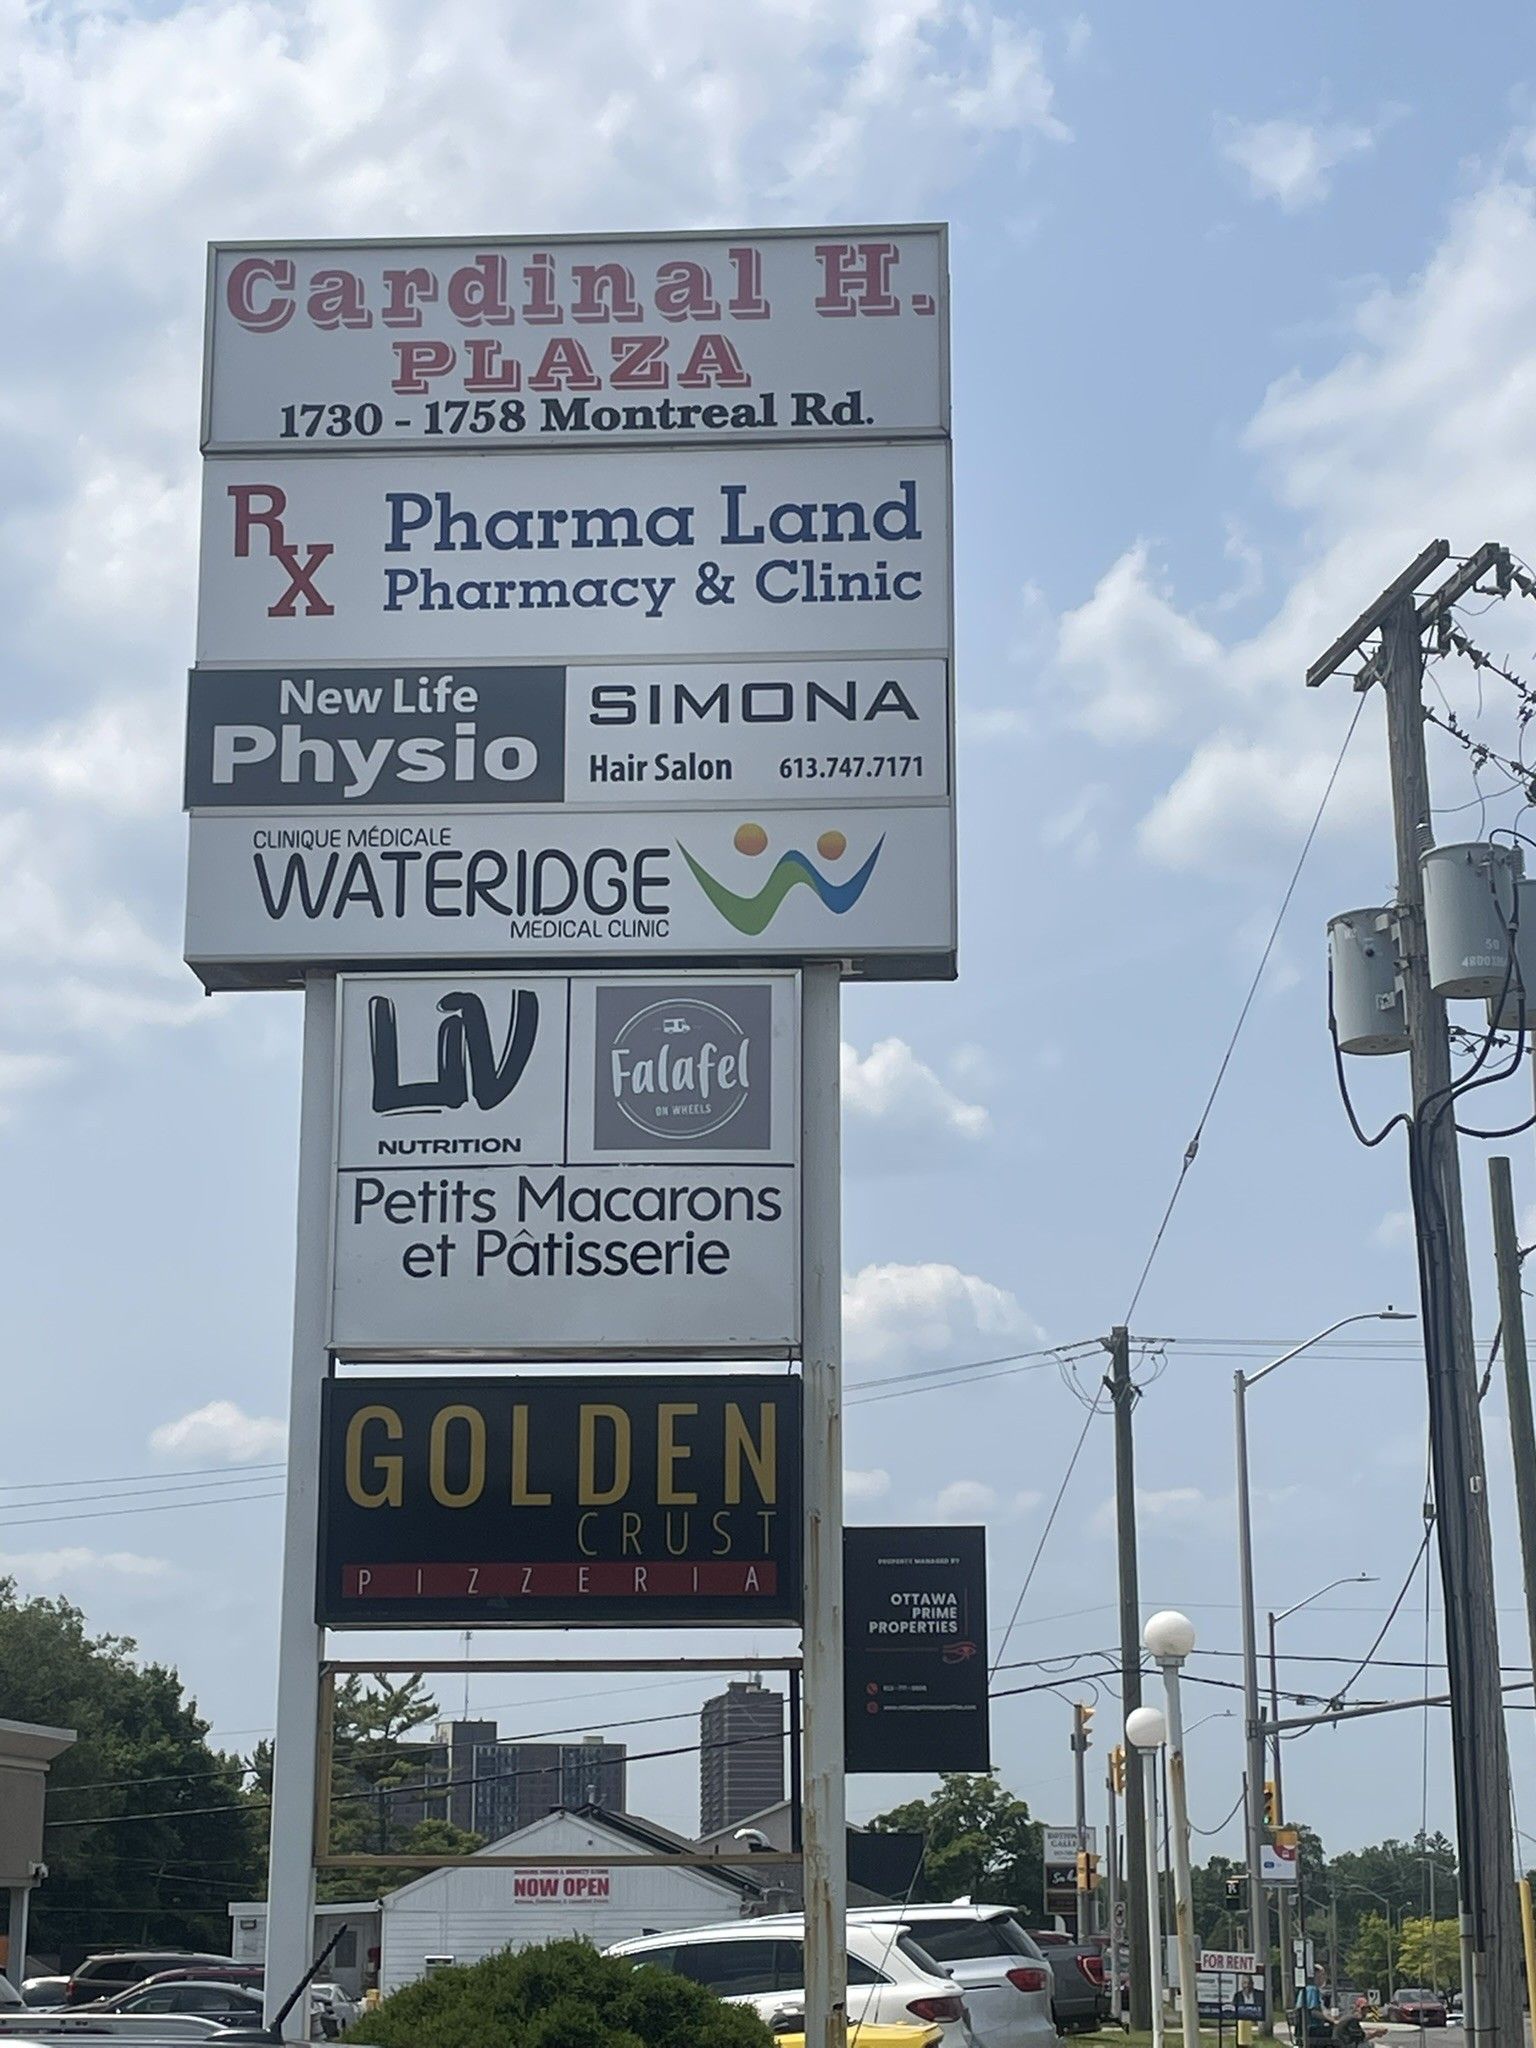 Cardinal H.
PLAZA
1730 - 1758 Montreal Rd.
RX
Pharma Land
Pharmacy & Clinic
New Life
Physio
SIMONA
Hair Salon 613.747.7171
CLINIQUE MÉDICALE
WATERIDGE
MEDICAL CLINIC
LiV
NUTRITION
Falafel
ON WHEELS
Petits Macarons
et Pâtisserie
GOLDEN
CRUST
PIZZERIA
PROPERTY MANAGED BY
OTTAWA
PRIME
PROPERTIES
NOW OPEN
FOR RENT
50